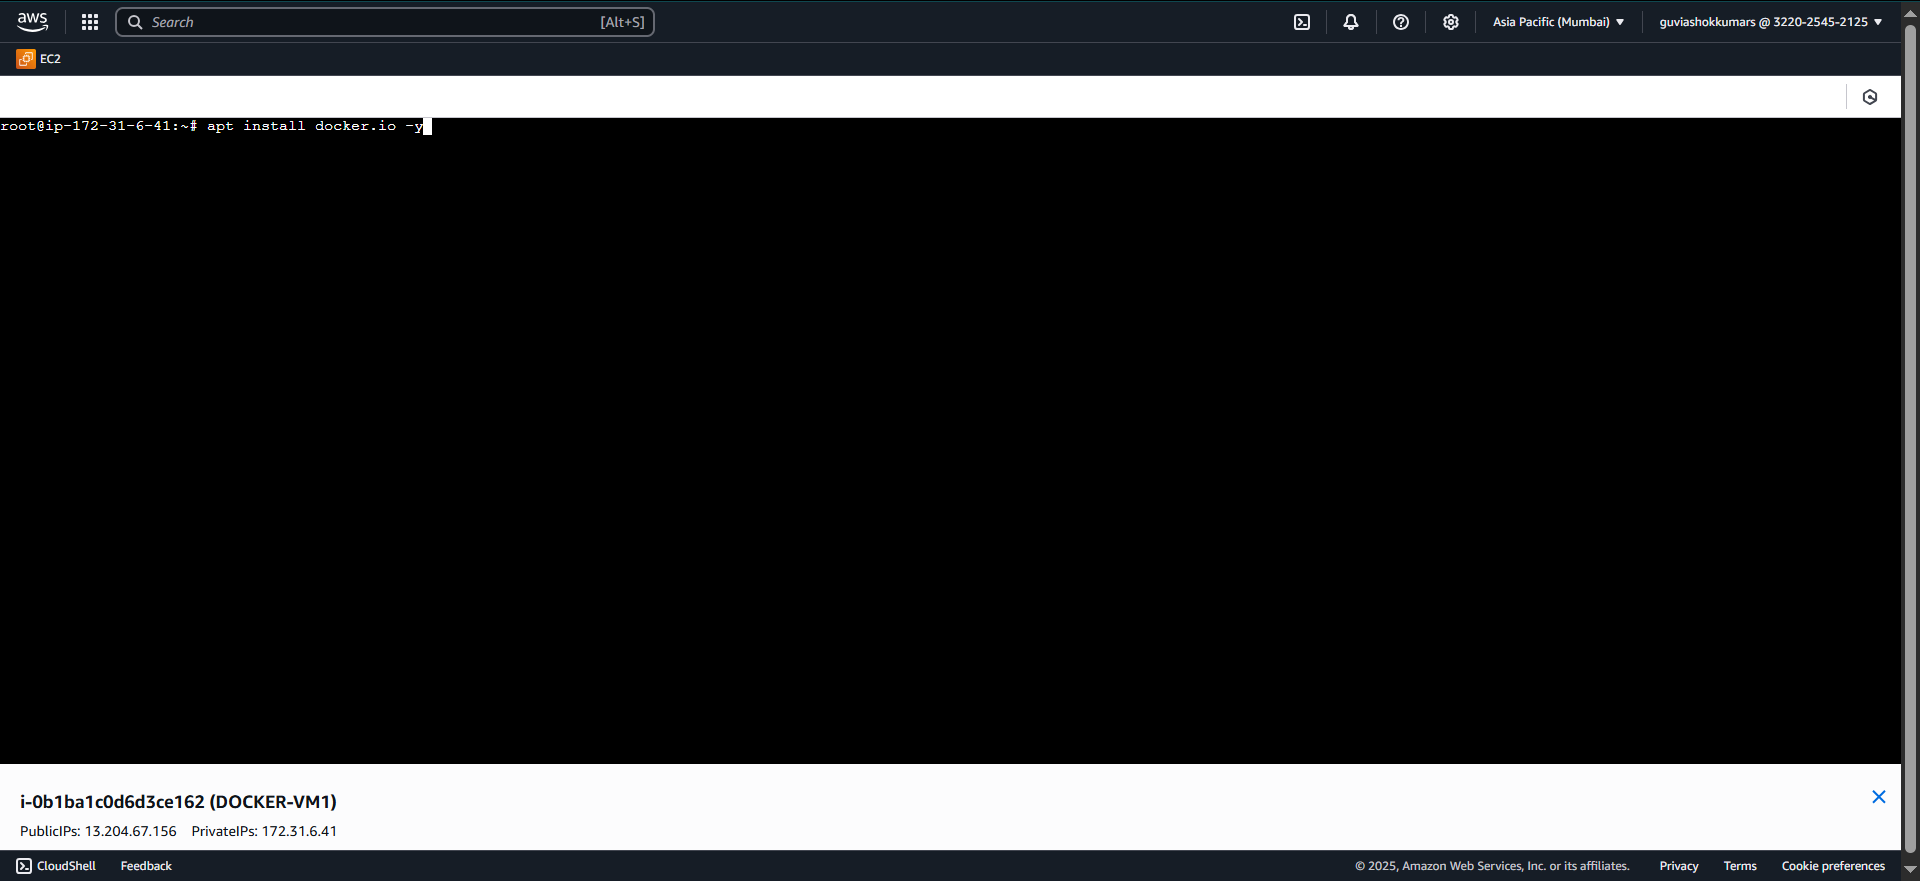 aws
Search [Alt+S]
Asia Pacific (Mumbai)
guviashokkumars @ 3220-2545-2125
EC2
root@ip-172-31-6-41:~# apt install docker.io -y
i-0b1ba1c0d6d3ce162 (DOCKER-VM1)
PublicIPs: 13.204.67.156 PrivateIPs: 172.31.6.41
CloudShell Feedback
© 2025, Amazon Web Services, Inc. or its affiliates. Privacy Terms Cookie preferences